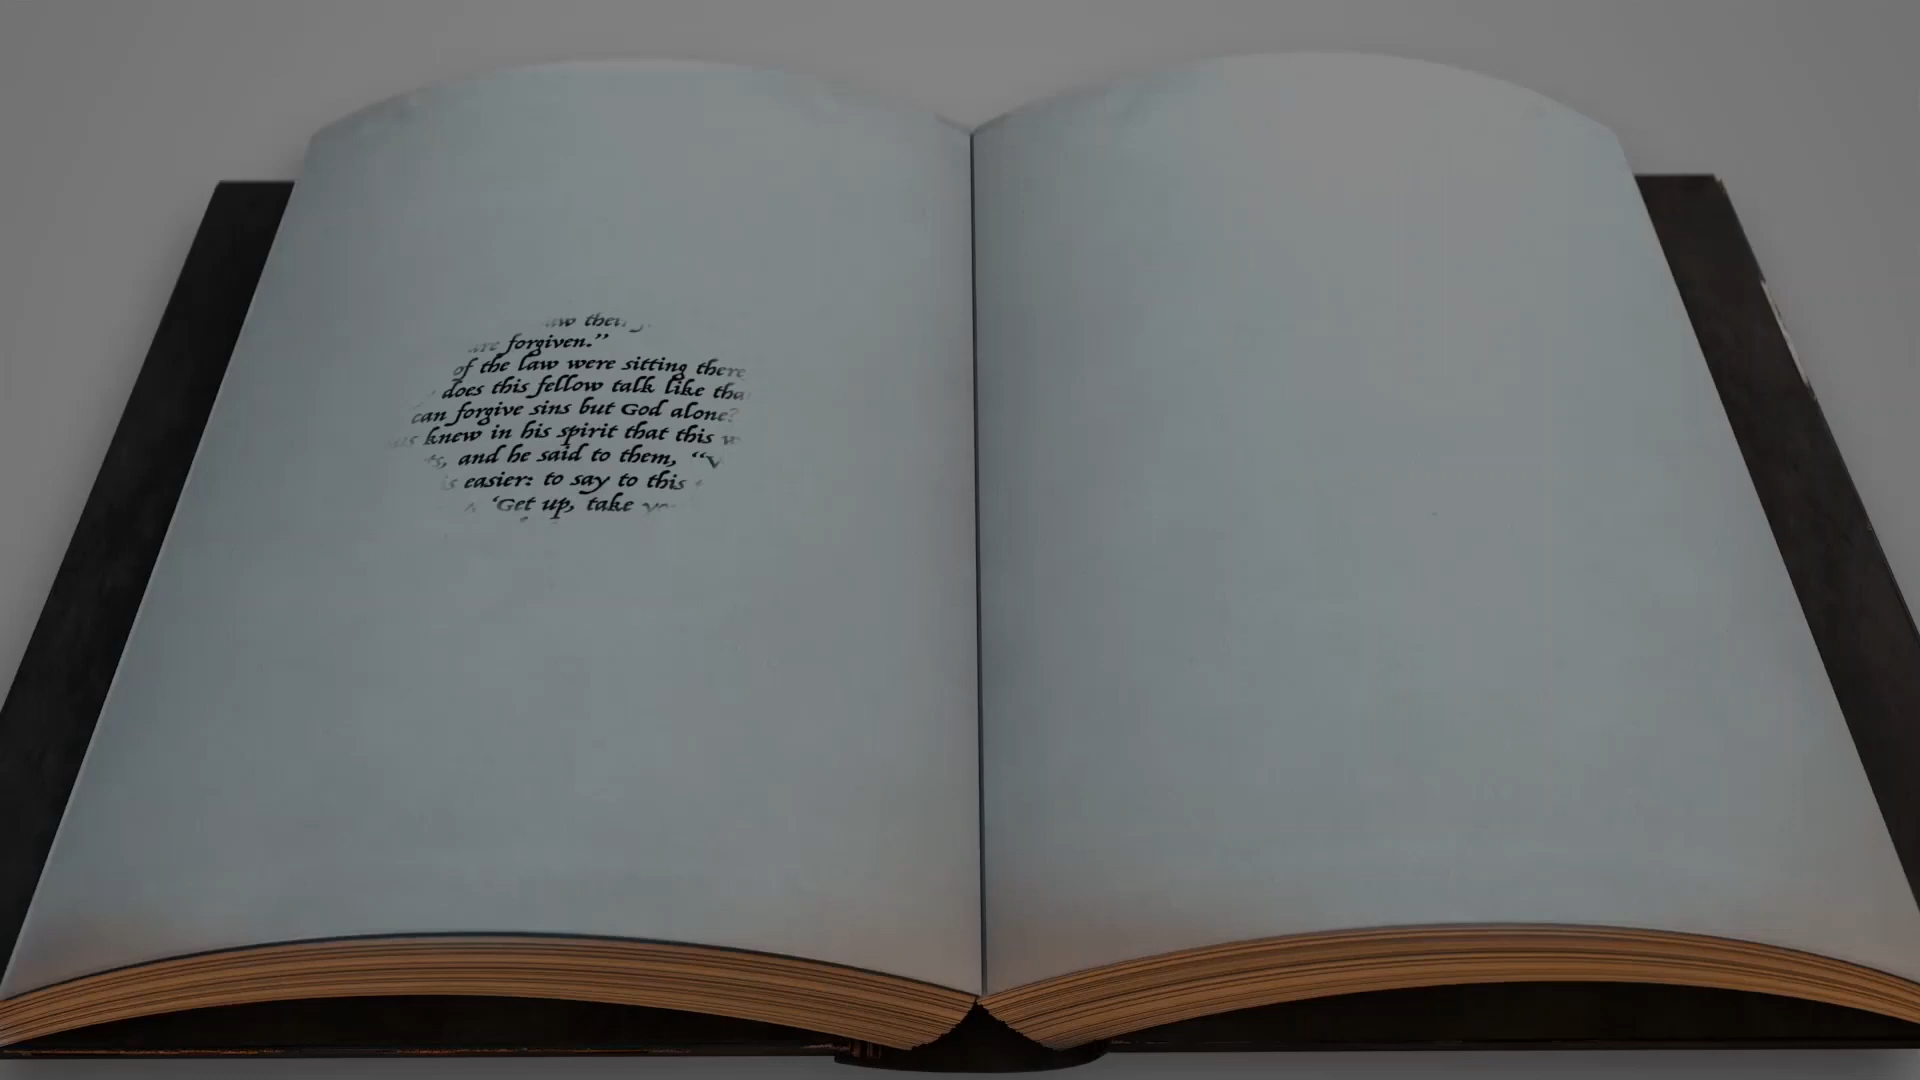 forgiven.”
of the law were sitting there
does this fellow talk like tha
can forgive sins but God alone?
knew in his spirit that this w
and he said to them, “
is easier: to say to this
‘Get up, take